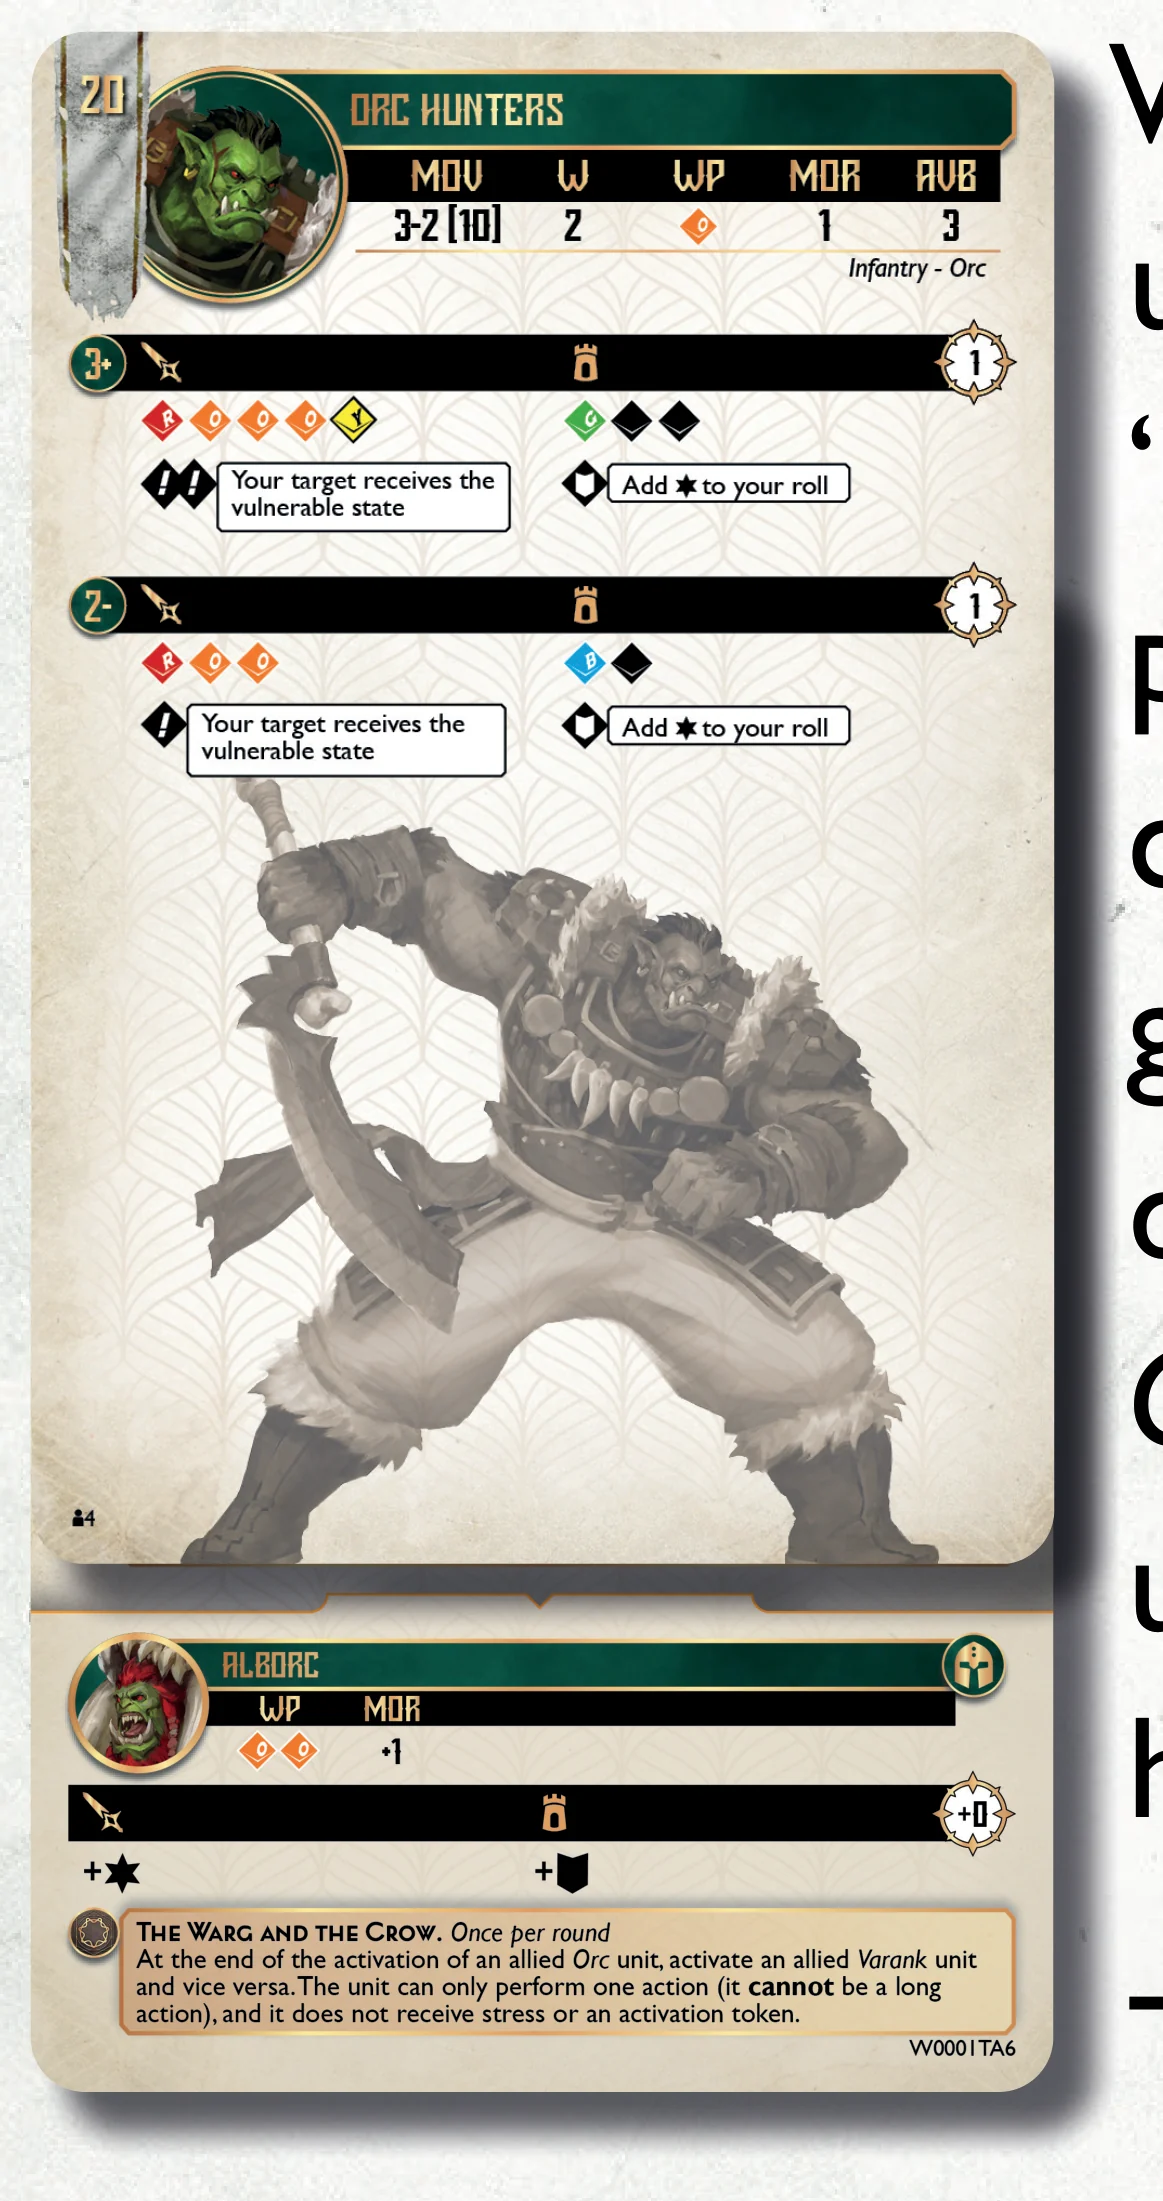 20
ORC HUNTERS
MOV W WP MOR AVB
3-2 [10] 2 O 1 3
Infantry - Orc
3+ 1
R O O O Y G
! ! Your target receives the
vulnerable state
Add to your roll
2- 1
R O O B
! Your target receives the
vulnerable state
Add to your roll
4
ALBORC
WP MOR
O O +1
+0
+ +
THE WARG AND THE CROW. Once per round
At the end of the activation of an allied Orc unit, activate an allied Varank unit
and vice versa. The unit can only perform one action (it cannot be a long
action), and it does not receive stress or an activation token.
W0001TA6